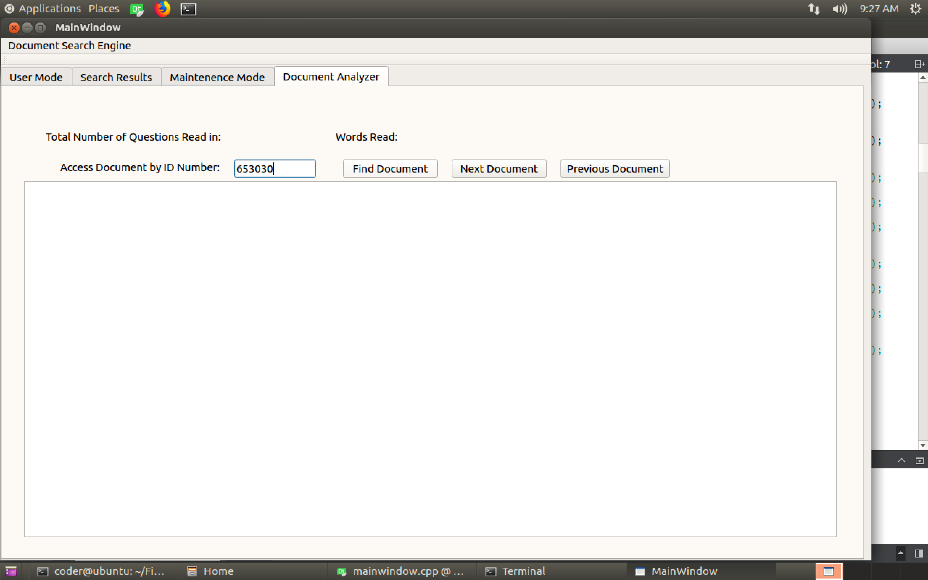 Applications Places 9:27 AM
MainWindow
Document Search Engine
User Mode Search Results Maintenence Mode Document Analyzer
ol: 7
Total Number of Questions Read in: Words Read:
Access Document by ID Number: 653030 Find Document Next Document Previous Document
);
);
);
);
);
);
);
);
);
coder@ubuntu: ~/Fi... Home mainwindow.cpp @ ... Terminal MainWindow